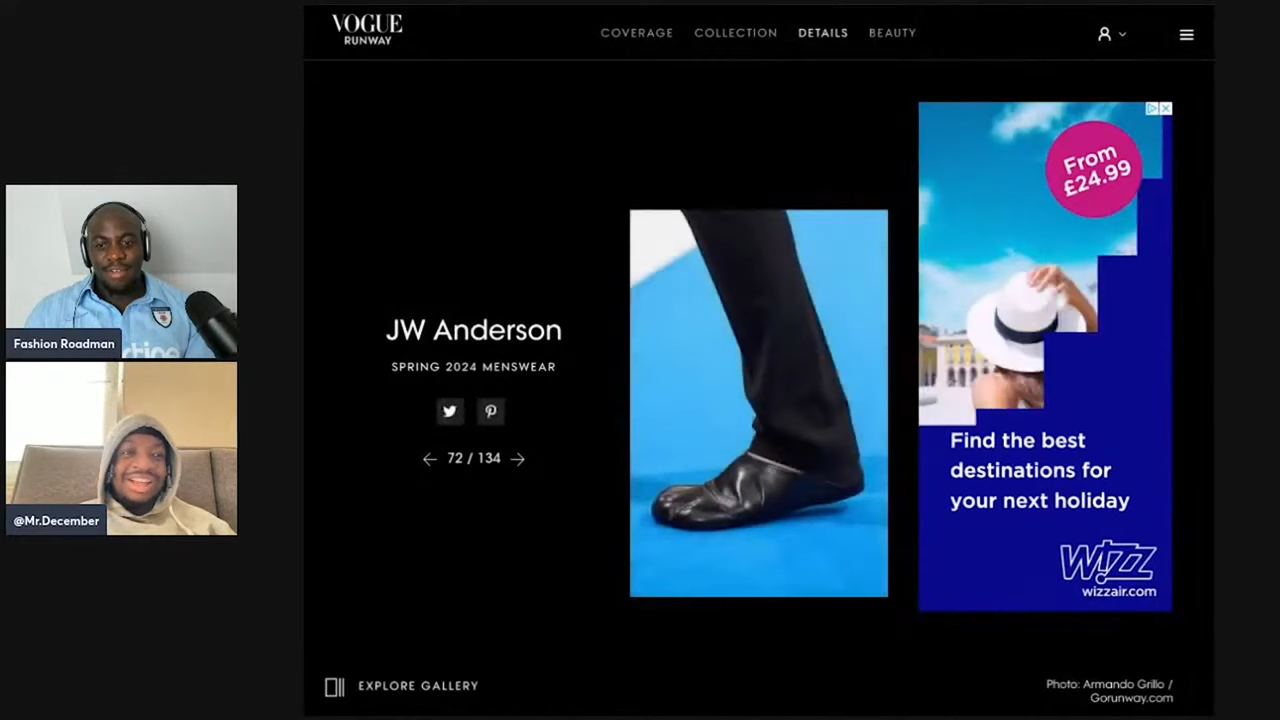 VOGUE
RUNWAY
COVERAGE
COLLECTION
DETAILS
BEAUTY
Fashion Roadman
@Mr.December
JW Anderson
SPRING 2024 MENSWEAR
72 / 134
From
£24.99
Find the best
destinations for
your next holiday
WIZZ
wizzair.com
EXPLORE GALLERY
Photo: Armando Grillo /
Gorunway.com